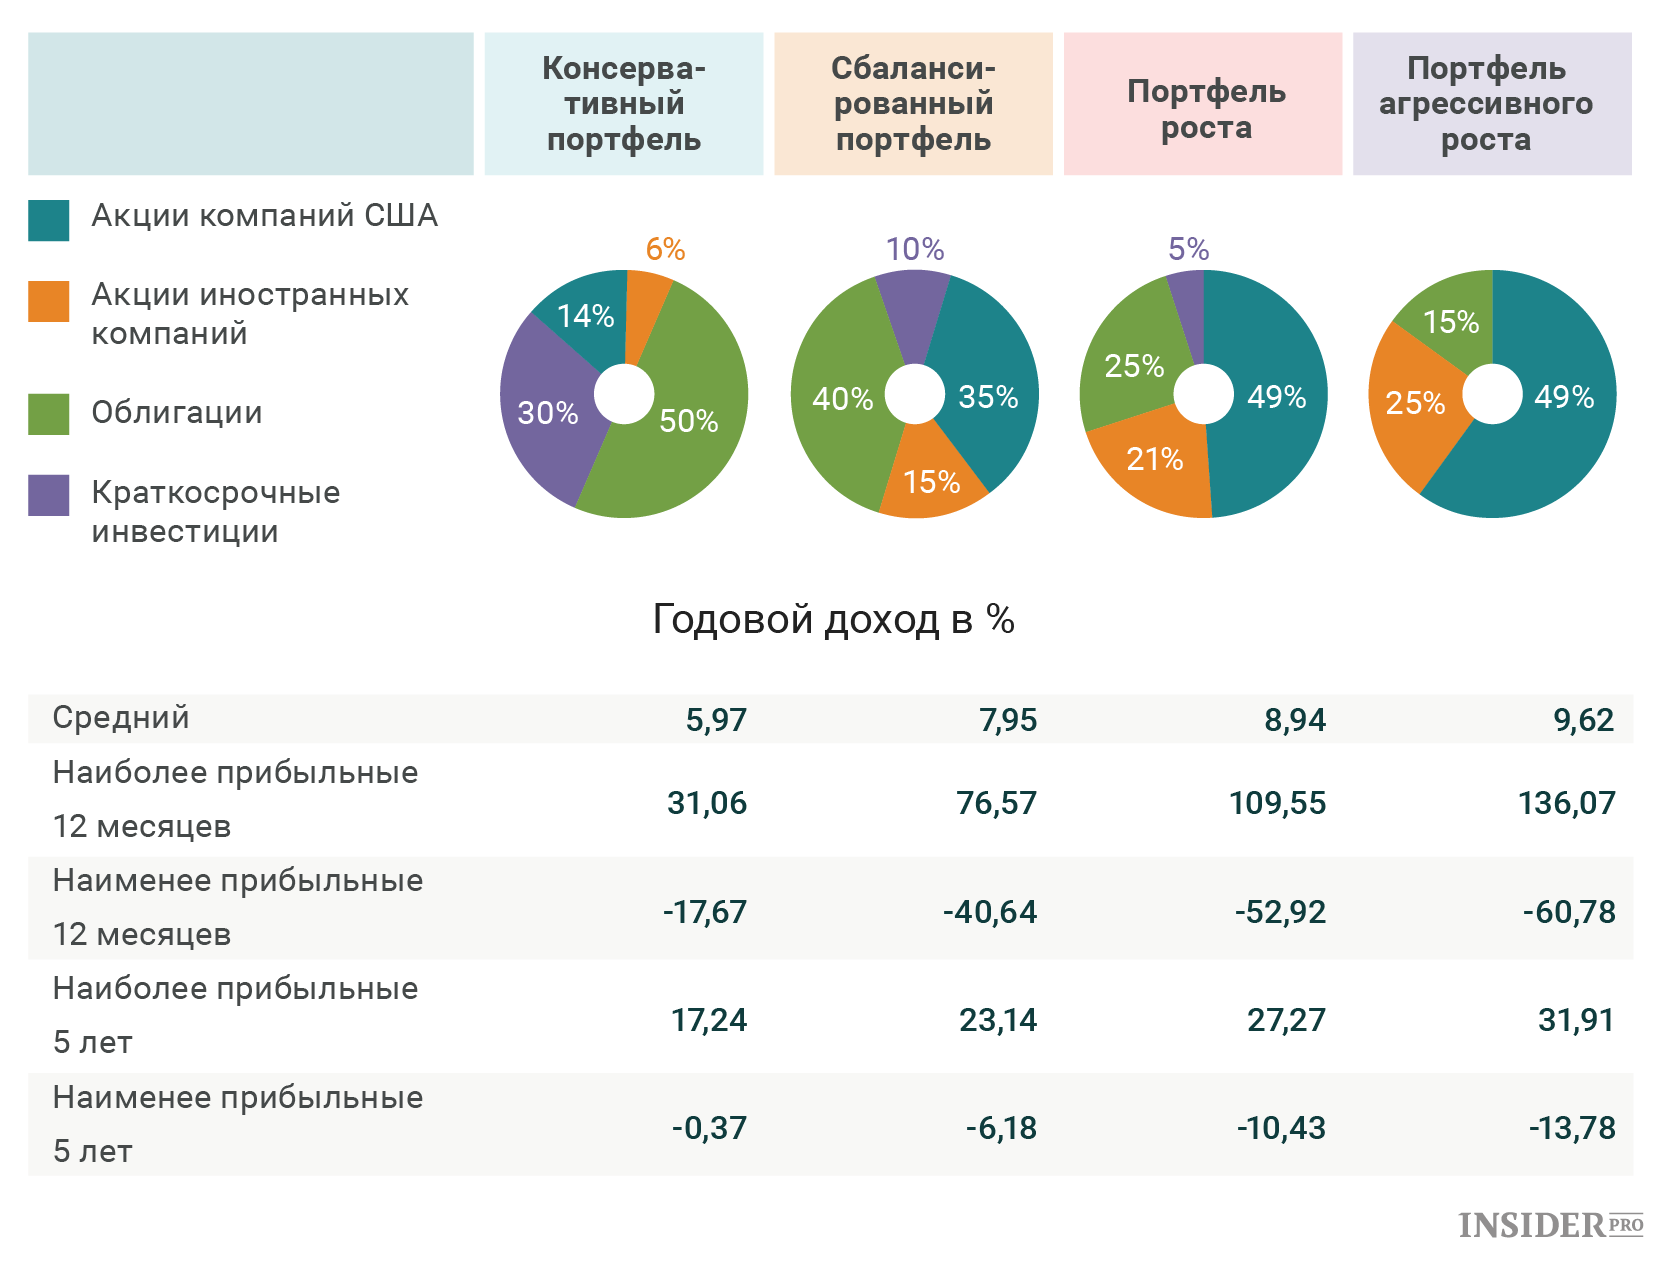 Консерва-
тивный
портфель
Сбаланси-
рованный
портфель
Портфель
роста
Портфель
агрессивного
роста
Акции компаний США
Акции иностранных
компаний
Облигации
Краткосрочные
инвестиции
6%
14%
30%
50%
10%
40%
35%
15%
5%
25%
49%
21%
15%
25%
49%
Годовой доход в %
Средний 5,97 7,95 8,94 9,62
Наиболее прибыльные
12 месяцев
31,06 76,57 109,55 136,07
Наименее прибыльные
12 месяцев
-17,67 -40,64 -52,92 -60,78
Наиболее прибыльные
5 лет
17,24 23,14 27,27 31,91
Наименее прибыльные
5 лет
-0,37 -6,18 -10,43 -13,78
INSIDER PRO